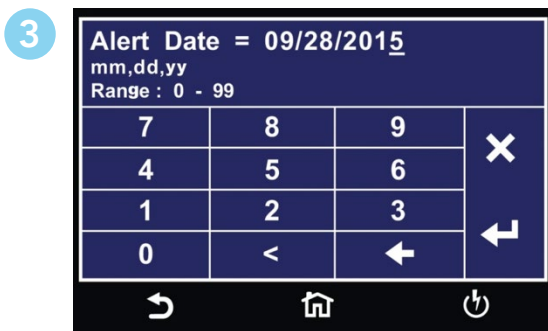 3
Alert Date = 09/28/2015
mm,dd,yy
Range : 0 - 99
7 8 9
4 5 6
1 2 3
0 <